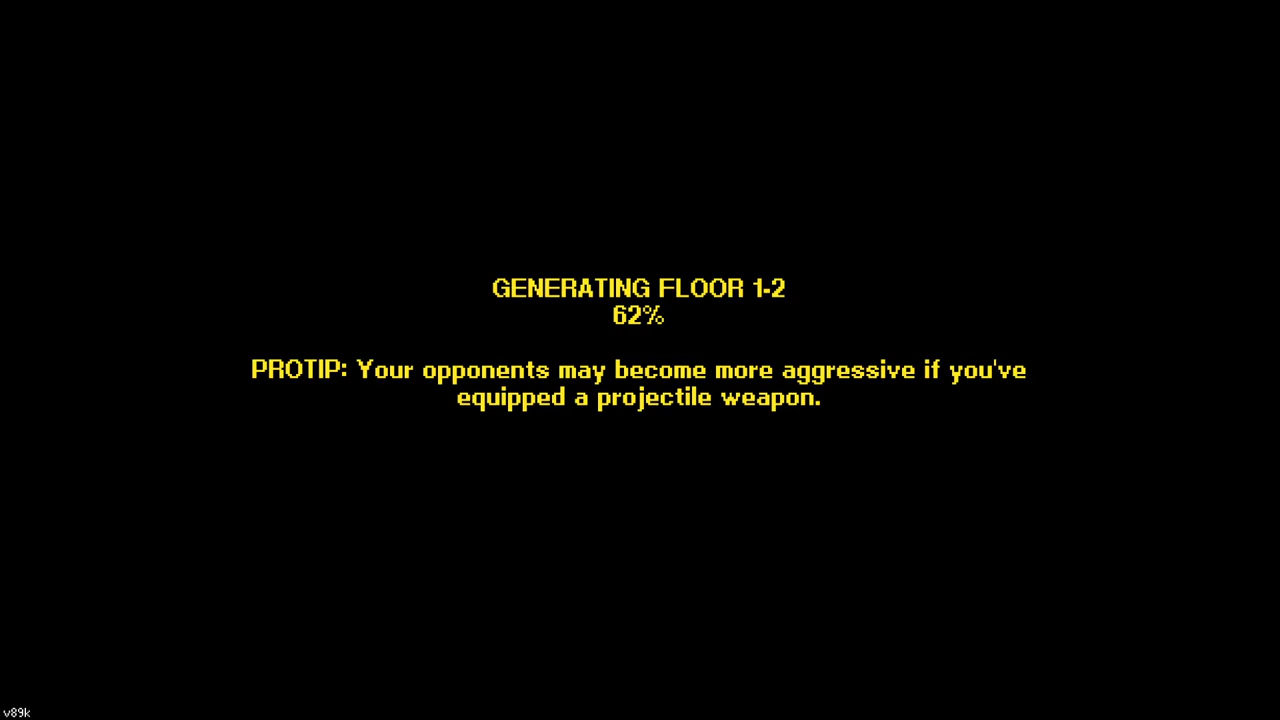 GENERATING FLOOR 1-2
62%
PROTIP: Your opponents may become more aggressive if you've
equipped a projectile weapon.
v89k